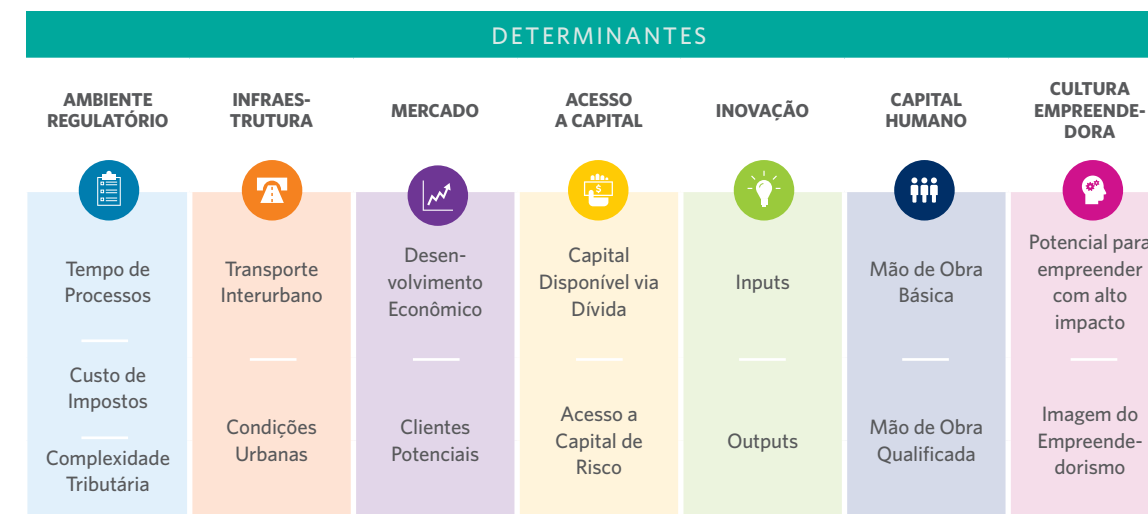 DETERMINANTES
AMBIENTE
REGULATÓRIO
INFRAES-
TRUTURA
MERCADO
ACESSO
A CAPITAL
INOVAÇÃO
CAPITAL
HUMANO
CULTURA
EMPREENDE-
DORA
Tempo de
Processos
Custo de
Impostos
Complexidade
Tributária
Transporte
Interurbano
Condições
Urbanas
Desen-
volvimento
Econômico
Clientes
Potenciais
$
Capital
Disponível via
Dívida
Acesso a
Capital de
Risco
Inputs
Outputs
Mão de Obra
Básica
Mão de Obra
Qualificada
Potencial para
empreender
com alto
impacto
Imagem do
Empreende-
dorismo